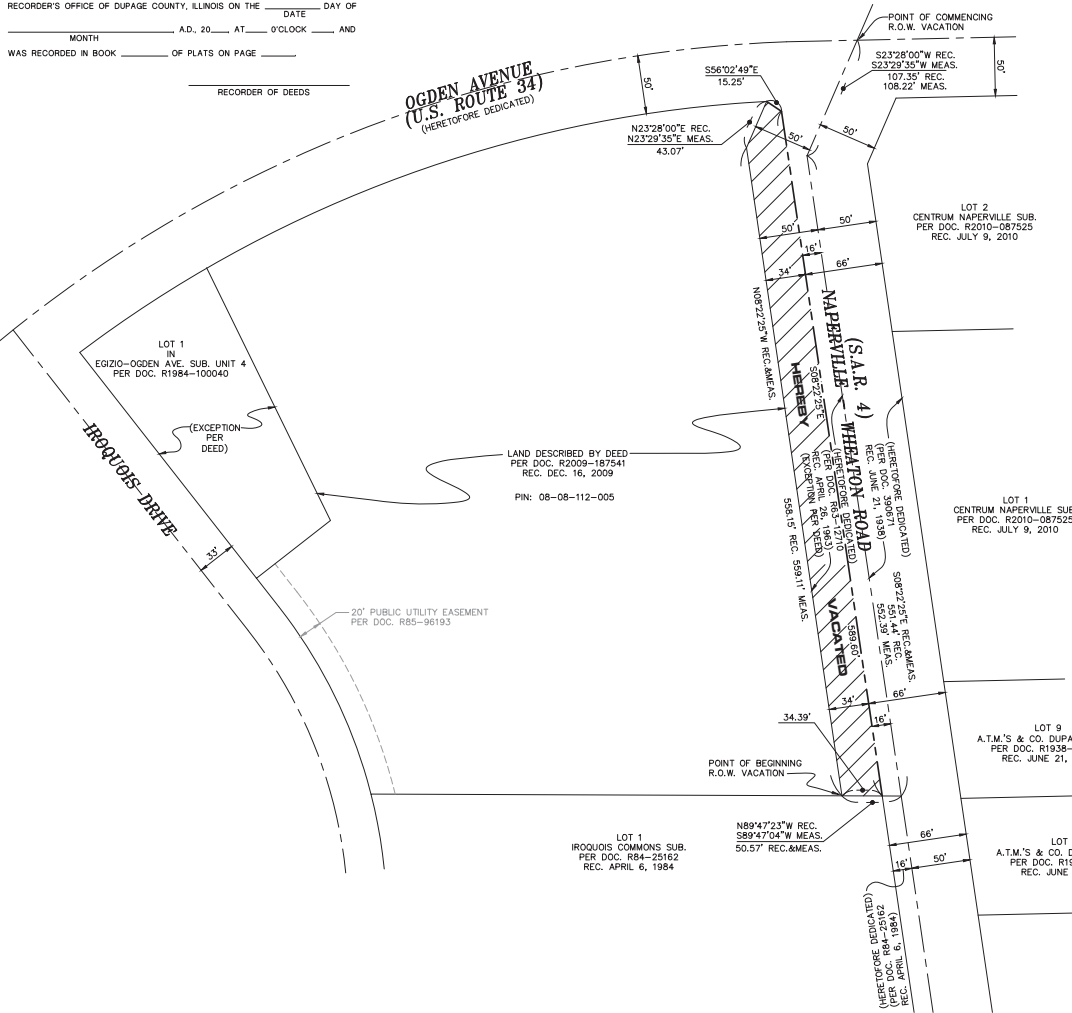 RECORDER'S OFFICE OF DUPAGE COUNTY, ILLINOIS ON THE ________ DAY OF
DATE
________ A.D., 20____ AT ____ O'CLOCK ____ AND
MONTH
WAS RECORDED IN BOOK ________ OF PLATS ON PAGE ______.
RECORDER OF DEEDS
POINT OF COMMENCING
R.O.W. VACATION
S23°28'00"W REC.
S23°29'35"W MEAS.
107.35' REC.
108.22' MEAS.
50'
S56°02'49"E
15.25'
50'
OGDEN AVENUE
(U.S. ROUTE 34)
(HERETOFORE DEDICATED)
N23°28'00"E REC.
N23°29'35"E MEAS.
43.07'
50'
50'
LOT 2
CENTRUM NAPERVILLE SUB.
PER DOC. R2010-087525
REC. JULY 9, 2010
50'
50'
16'
34'
66'
N08°22'25"W REC.&MEAS.
558.15' REC. 559.11' MEAS.
NAPERVILLE - WHEATON ROAD
(S.A.R. 4)
HEREBY
VACATED
S08°22'25"E
589.60'
(HERETOFORE DEDICATED)
(PER DOC. R63-12710
REC. APRIL 26, 1963)
(EXCEPTION PER DEED)
(HERETOFORE DEDICATED)
(PER DOC. 390671
REC. JUNE 21, 1938)
S08°22'25"E REC.&MEAS.
551.44' REC.
552.39' MEAS.
LOT 1
IN
EGIZIO-OGDEN AVE. SUB. UNIT 4
PER DOC. R1984-100040
(EXCEPTION
PER
DEED)
IROQUOIS DRIVE
33'
LAND DESCRIBED BY DEED
PER DOC. R2009-187541
REC. DEC. 16, 2009
PIN: 08-08-112-005
LOT 1
CENTRUM NAPERVILLE SUB
PER DOC. R2010-087525
REC. JULY 9, 2010
20' PUBLIC UTILITY EASEMENT
PER DOC. R85-96193
34'
66'
16'
34.39'
LOT 9
A.T.M.'S & CO. DUPA
PER DOC. R1938-
REC. JUNE 21,
POINT OF BEGINNING
R.O.W. VACATION
N89°47'23"W REC.
S89°47'04"W MEAS.
50.57' REC.&MEAS.
LOT 1
IROQUOIS COMMONS SUB.
PER DOC. R84-25162
REC. APRIL 6, 1984
66'
16'
50'
LOT
A.T.M.'S & CO. D
PER DOC. R19
REC. JUNE
(HERETOFORE DEDICATED)
(PER DOC. R84-25162
REC. APRIL 6, 1984)